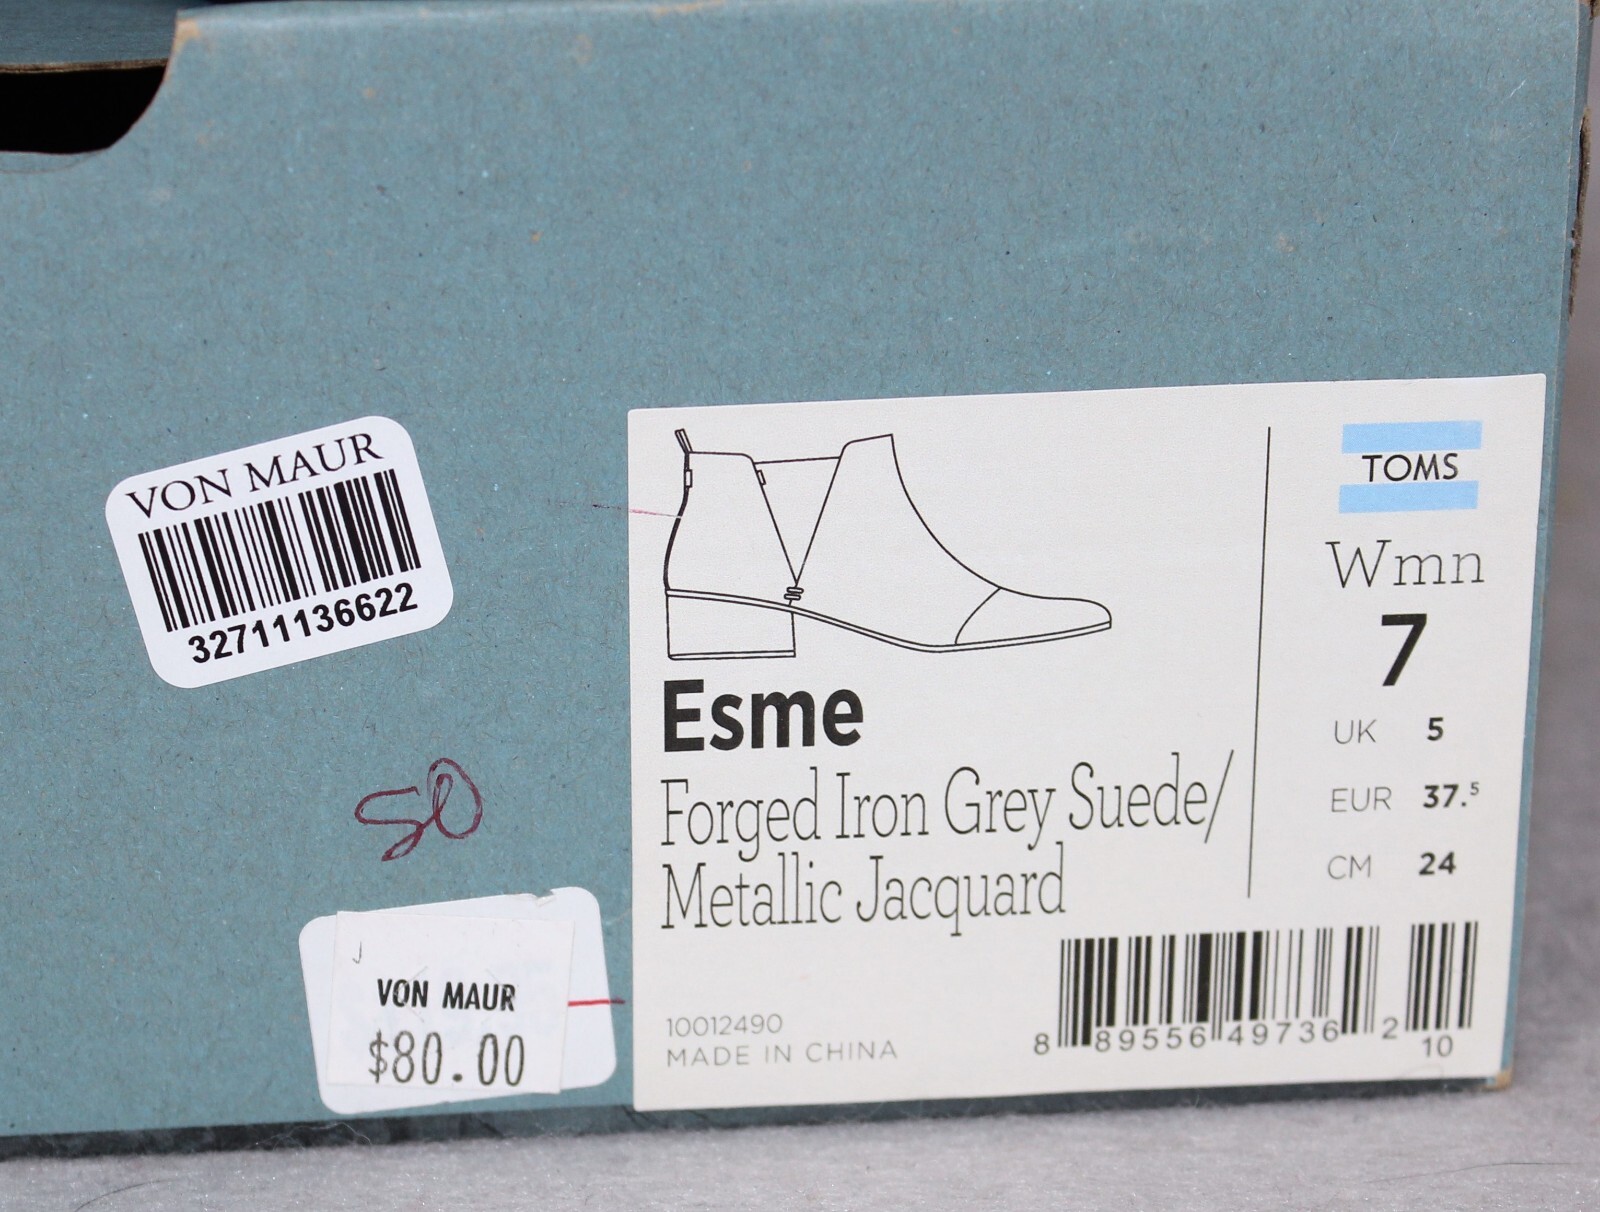 VON MAUR
32711136622
50
J
VON MAUR
$80.00
Esme
Forged Iron Grey Suede/
Metallic Jacquard
10012490
MADE IN CHINA
TOMS
Wmn
7
UK 5
EUR 37.⁵
CM 24
8 89556 49736 2
10